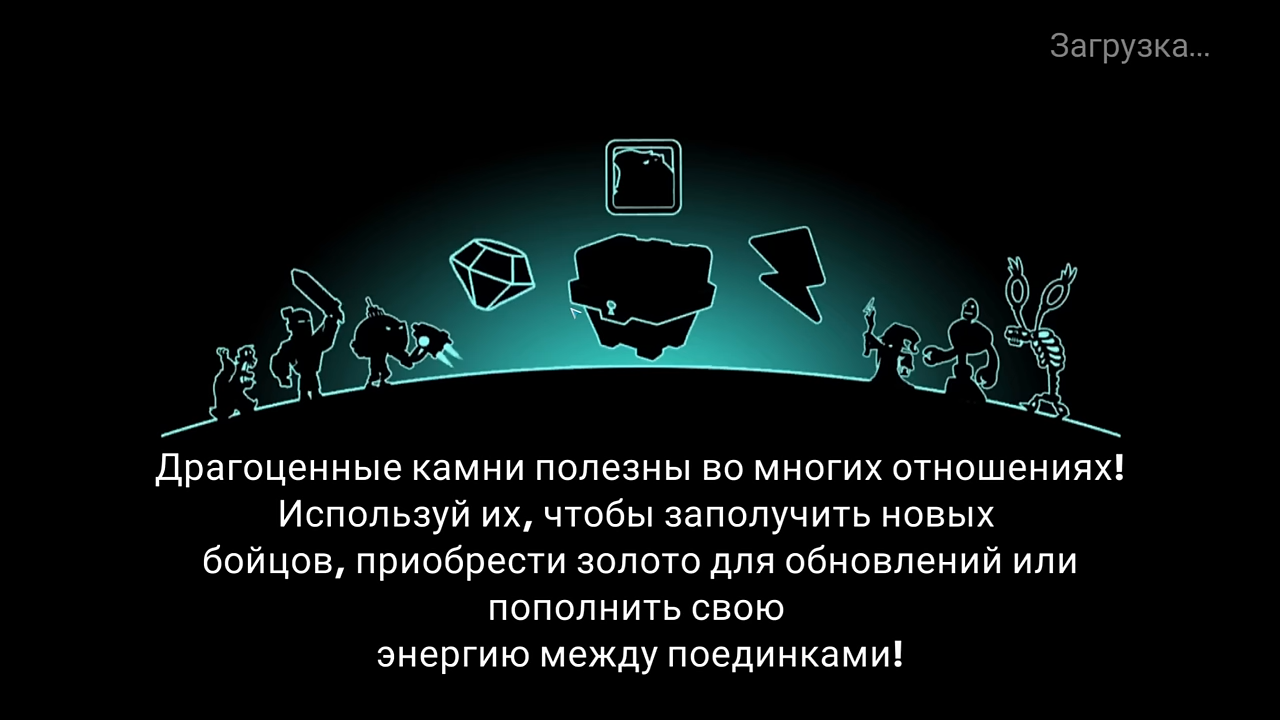 Загрузка...
Драгоценные камни полезны во многих отношениях!
Используй их, чтобы заполучить новых
бойцов, приобрести золото для обновлений или
пополнить свою
энергию между поединками!